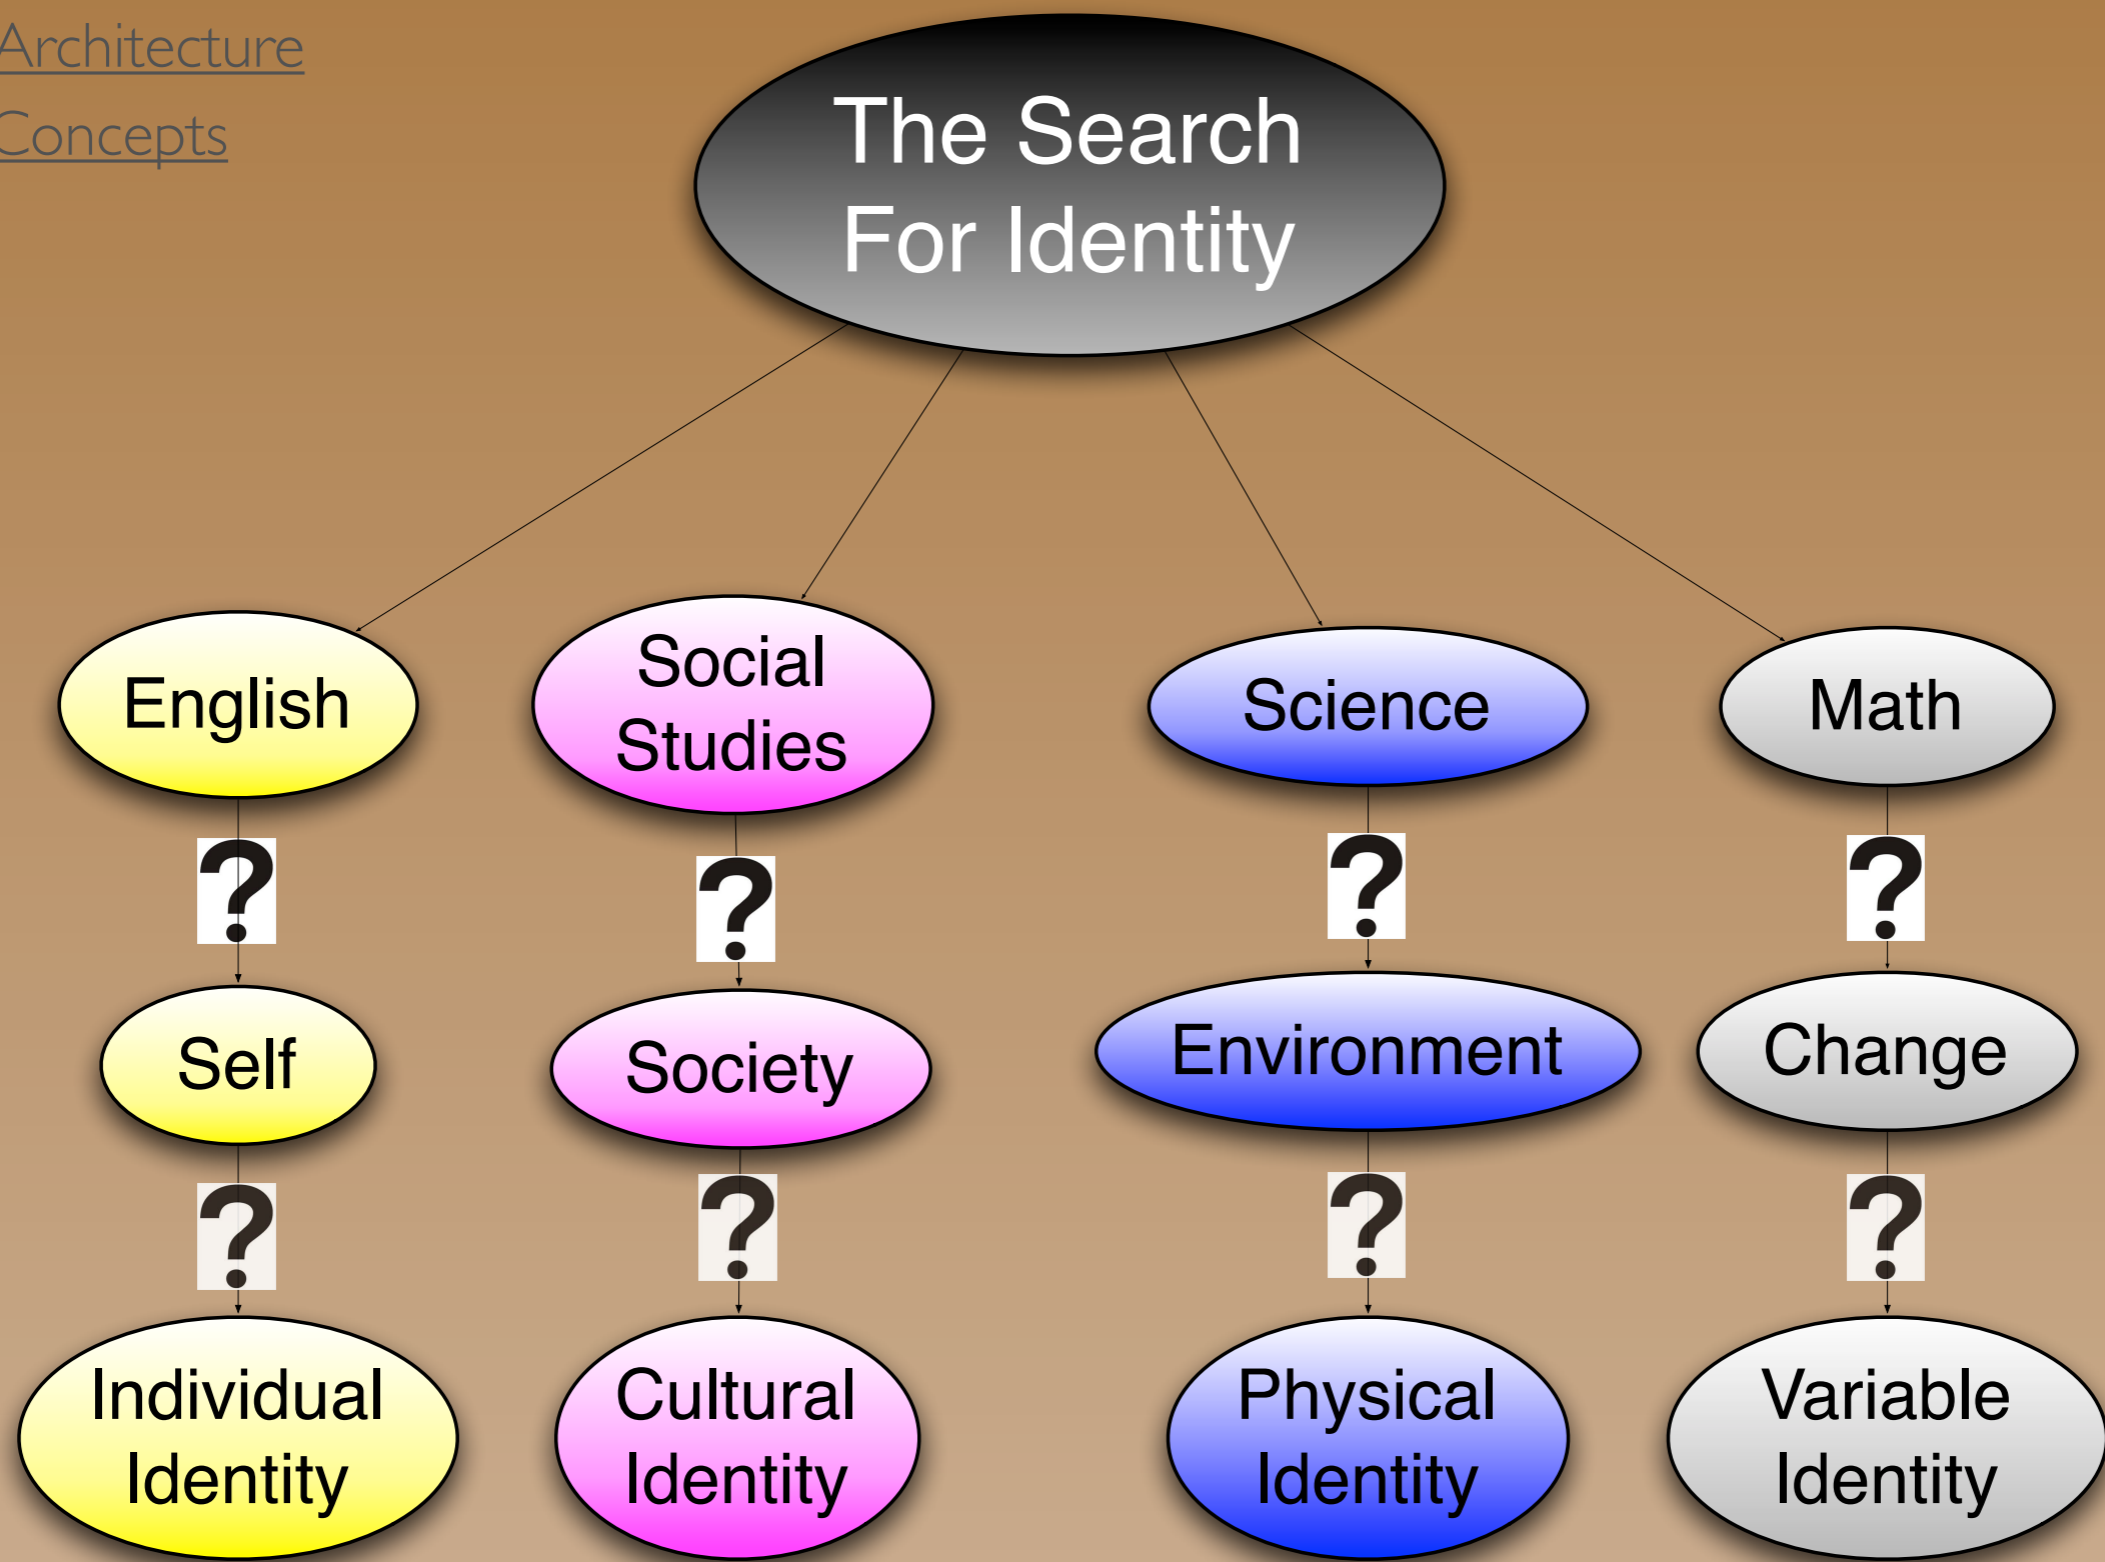 Architecture
Concepts
The Search
For Identity
English
Social
Studies
Science
Math
?
?
?
?
Self
Society
Environment
Change
?
?
?
?
Individual
Identity
Cultural
Identity
Physical
Identity
Variable
Identity